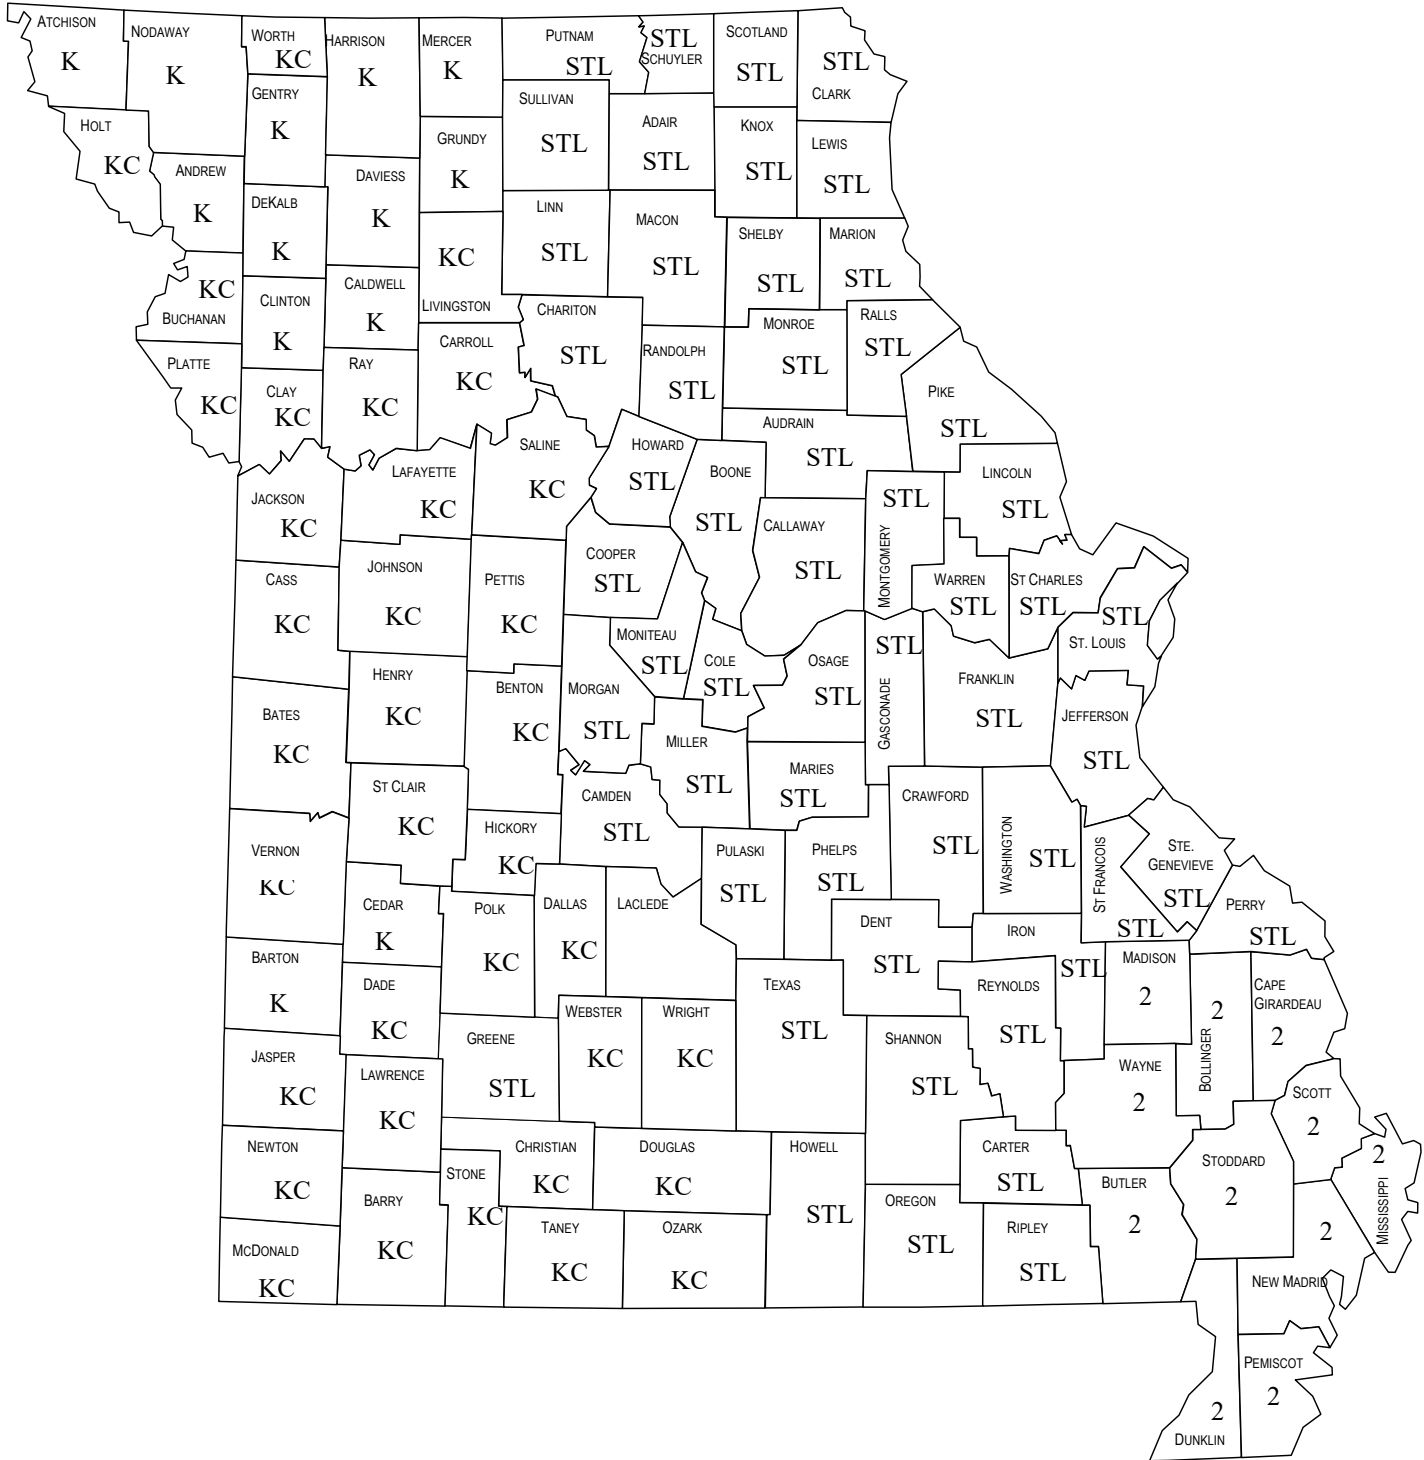 ATCHISON
K
NODAWAY
K
WORTH
KC
HARRISON
K
MERCER
K
PUTNAM
STL
STL
SCHUYLER
SCOTLAND
STL
STL
CLARK
HOLT
KC
GENTRY
K
GRUNDY
K
SULLIVAN
STL
ADAIR
STL
KNOX
STL
LEWIS
STL
ANDREW
K
DEKALB
K
DAVIESS
K
KC
LIVINGSTON
LINN
STL
MACON
STL
SHELBY
STL
MARION
STL
KC
BUCHANAN
CLINTON
K
CALDWELL
K
CARROLL
KC
CHARITON
STL
RANDOLPH
STL
MONROE
STL
RALLS
STL
PLATTE
KC
CLAY
KC
RAY
KC
PIKE
STL
AUDRAIN
STL
SALINE
KC
HOWARD
STL
BOONE
STL
JACKSON
KC
LAFAYETTE
KC
CALLAWAY
STL
STL
MONTGOMERY
LINCOLN
STL
CASS
KC
JOHNSON
KC
PETTIS
KC
COOPER
STL
WARREN
STL
ST CHARLES
STL
STL
ST. LOUIS
MONITEAU
STL
COLE
STL
OSAGE
STL
STL
GASCONADE
FRANKLIN
STL
JEFFERSON
STL
BATES
KC
HENRY
KC
BENTON
KC
MORGAN
STL
MILLER
STL
MARIES
STL
ST CLAIR
KC
HICKORY
KC
CAMDEN
STL
CRAWFORD
STL
WASHINGTON
STL
ST FRANCOIS
STL
STE.
GENEVIEVE
STL
PERRY
STL
VERNON
KC
CEDAR
K
POLK
KC
DALLAS
KC
LACLEDE
PULASKI
STL
PHELPS
STL
DENT
STL
IRON
STL
MADISON
2
2
BOLLINGER
CAPE
GIRARDEAU
2
BARTON
K
DADE
KC
GREENE
STL
WEBSTER
KC
WRIGHT
KC
TEXAS
STL
SHANNON
STL
REYNOLDS
STL
WAYNE
2
SCOTT
2
JASPER
KC
LAWRENCE
KC
CHRISTIAN
KC
DOUGLAS
KC
HOWELL
STL
CARTER
STL
BUTLER
2
STODDARD
2
2
MISSISSIPPI
NEWTON
KC
BARRY
KC
STONE
KC
TANEY
KC
OZARK
KC
OREGON
STL
RIPLEY
STL
2
NEW MADRID
MCDONALD
KC
PEMISCOT
2
2
DUNKLIN